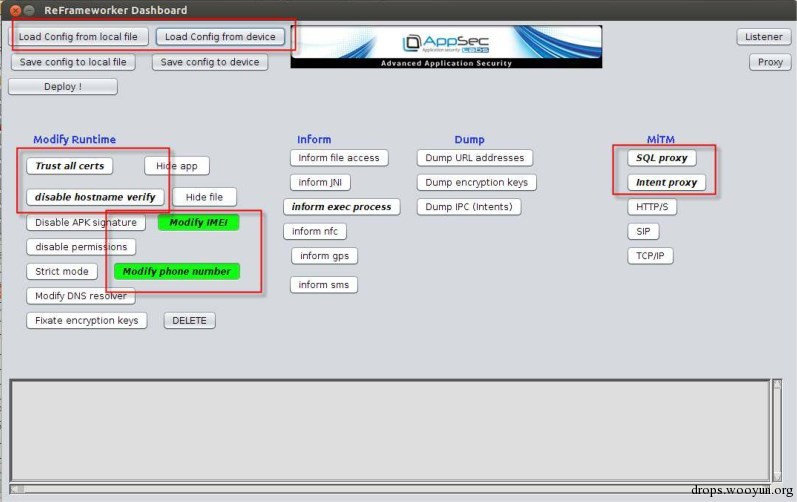 ReFrameworker Dashboard
Load Config from local file
Load Config from device
Save config to local file
Save config to device
Deploy !
AppSec
Application security Labs
Advanced Application Security
Listener
Proxy
Modify Runtime
Trust all certs
Hide app
disable hostname verify
Hide file
Disable APK signature
Modify IMEI
disable permissions
Strict mode
Modify phone number
Modify DNS resolver
Fixate encryption keys
DELETE
Inform
Inform file access
Inform JNI
inform exec process
inform nfc
inform gps
inform sms
Dump
Dump URL addresses
Dump encryption keys
Dump IPC (Intents)
MiTM
SQL proxy
Intent proxy
HTTP/S
SIP
TCP/IP
drops.wooyun.org